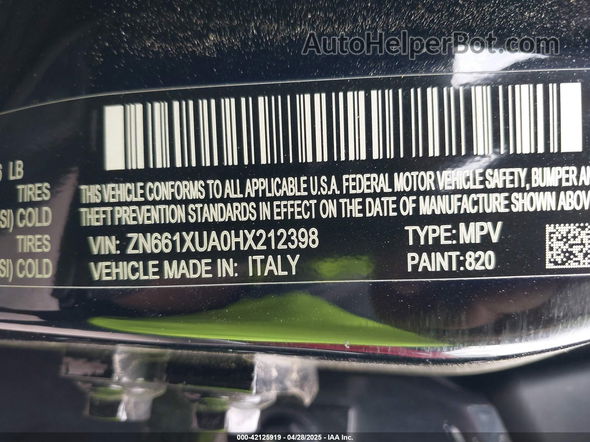 AutoHelperBot.com
LB
TIRES
THIS VEHICLE CONFORMS TO ALL APPLICABLE U.S.A. FEDERAL MOTOR VEHICLE SAFETY, BUMPER AN
SI) COLD
THEFT PREVENTION STANDARDS IN EFFECT ON THE DATE OF MANUFACTURE SHOWN ABOVE.
TIRES
VIN: ZN661XUA0HX212398 TYPE: MPV
SI) COLD
VEHICLE MADE IN: ITALY PAINT:820
000-42125919 04/28/2025 IAA Inc.